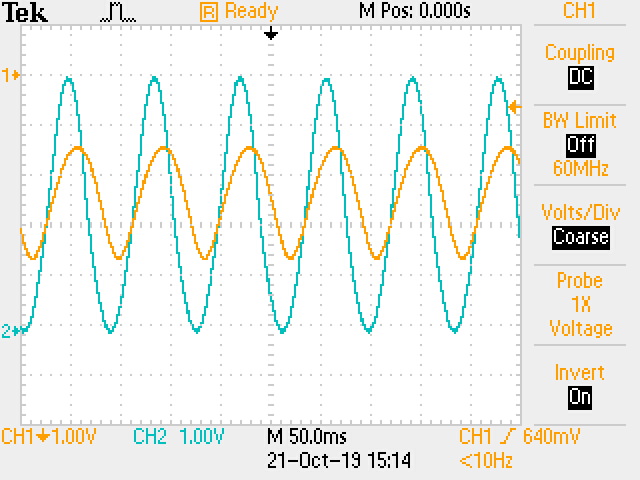 Tek R Ready M Pos: 0.000s CH1
Coupling
DC
BW Limit
Off
60MHz
Volts/Div
Coarse
Probe
1X
Voltage
Invert
On
1
2
CH1 1.00V CH2 1.00V M 50.0ms CH1 640mV
21-Oct-19 15:14 <10Hz